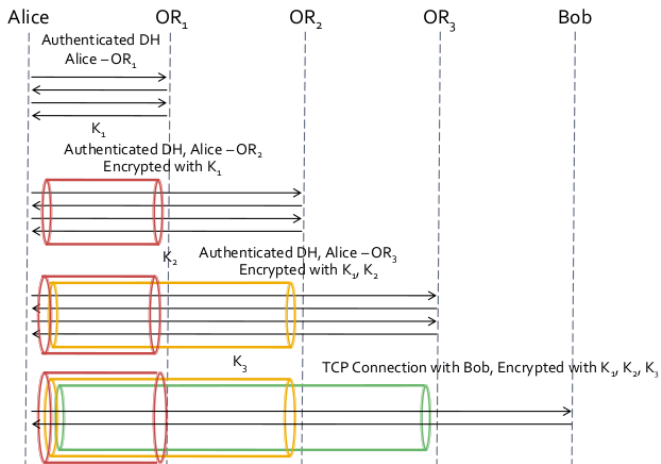 Alice OR₁ OR₂ OR₃ Bob
Authenticated DH
Alice – OR₁
K₁
Authenticated DH, Alice – OR₂
Encrypted with K₁
K₂
Authenticated DH, Alice – OR₃
Encrypted with K₁, K₂
K₃
TCP Connection with Bob, Encrypted with K₁, K₂, K₃